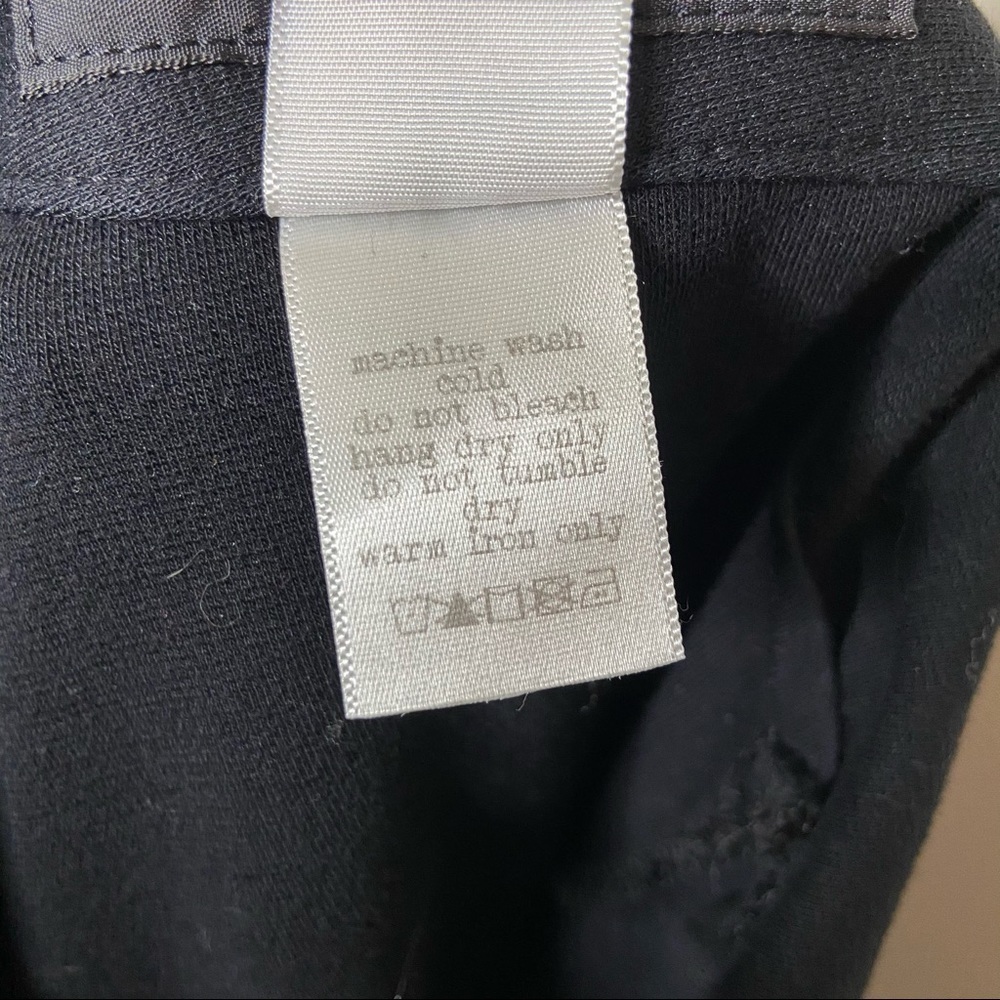 machine wash
cold
do not bleach
hang dry only
do not tumble
dry
warm iron only